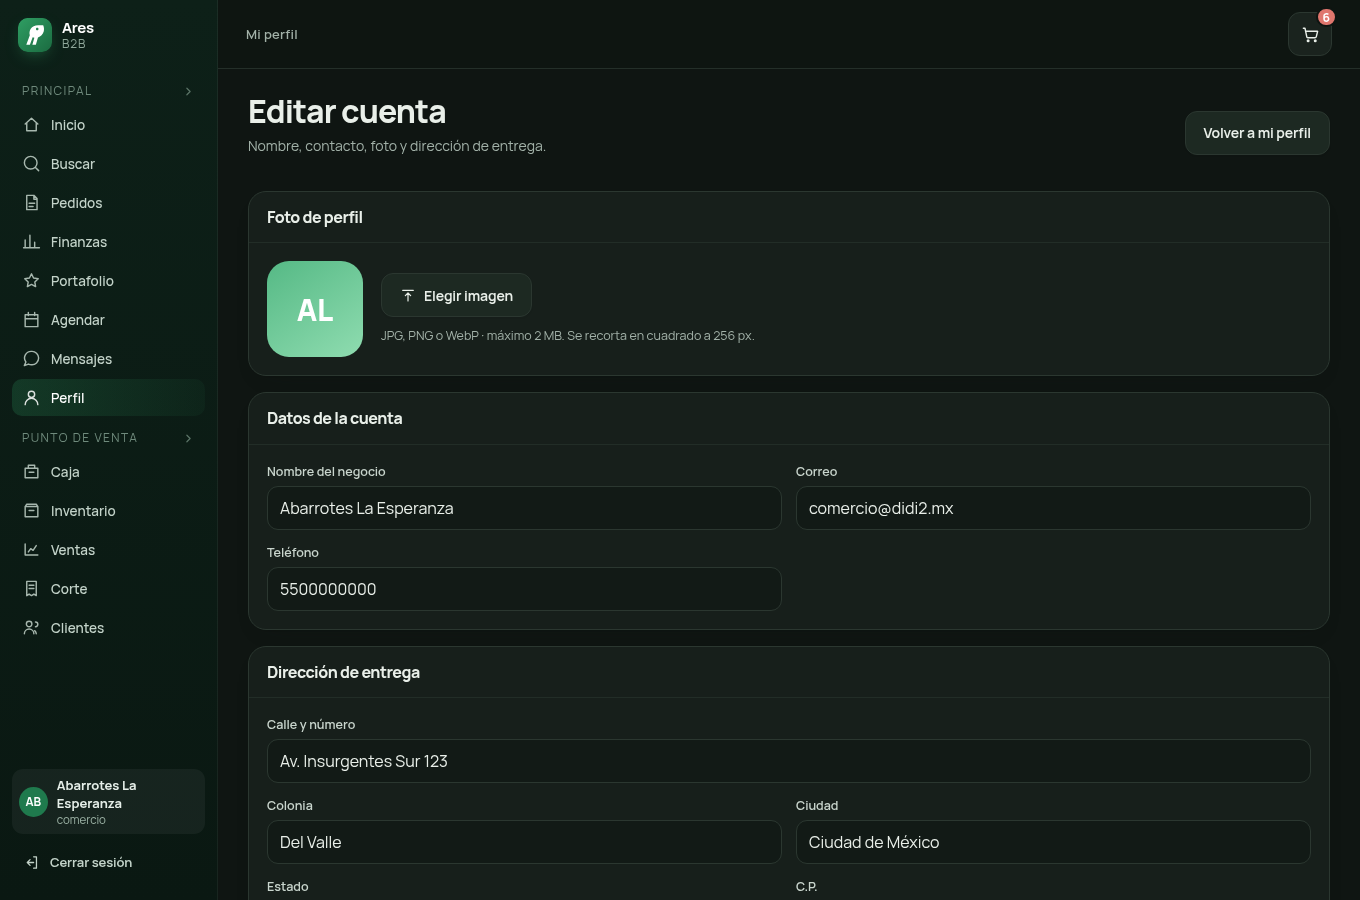 Ares
B2B
PRINCIPAL
Inicio
Buscar
Pedidos
Finanzas
Portafolio
Agendar
Mensajes
Perfil
PUNTO DE VENTA
Caja
Inventario
Ventas
Corte
Clientes
AB
Abarrotes La
Esperanza
comercio
Cerrar sesión
Mi perfil
6
Editar cuenta
Nombre, contacto, foto y dirección de entrega.
Volver a mi perfil
Foto de perfil
AL
Elegir imagen
JPG, PNG o WebP · máximo 2 MB. Se recorta en cuadrado a 256 px.
Datos de la cuenta
Nombre del negocio
Abarrotes La Esperanza
Correo
comercio@didi2.mx
Teléfono
5500000000
Dirección de entrega
Calle y número
Av. Insurgentes Sur 123
Colonia
Del Valle
Ciudad
Ciudad de México
Estado
C.P.